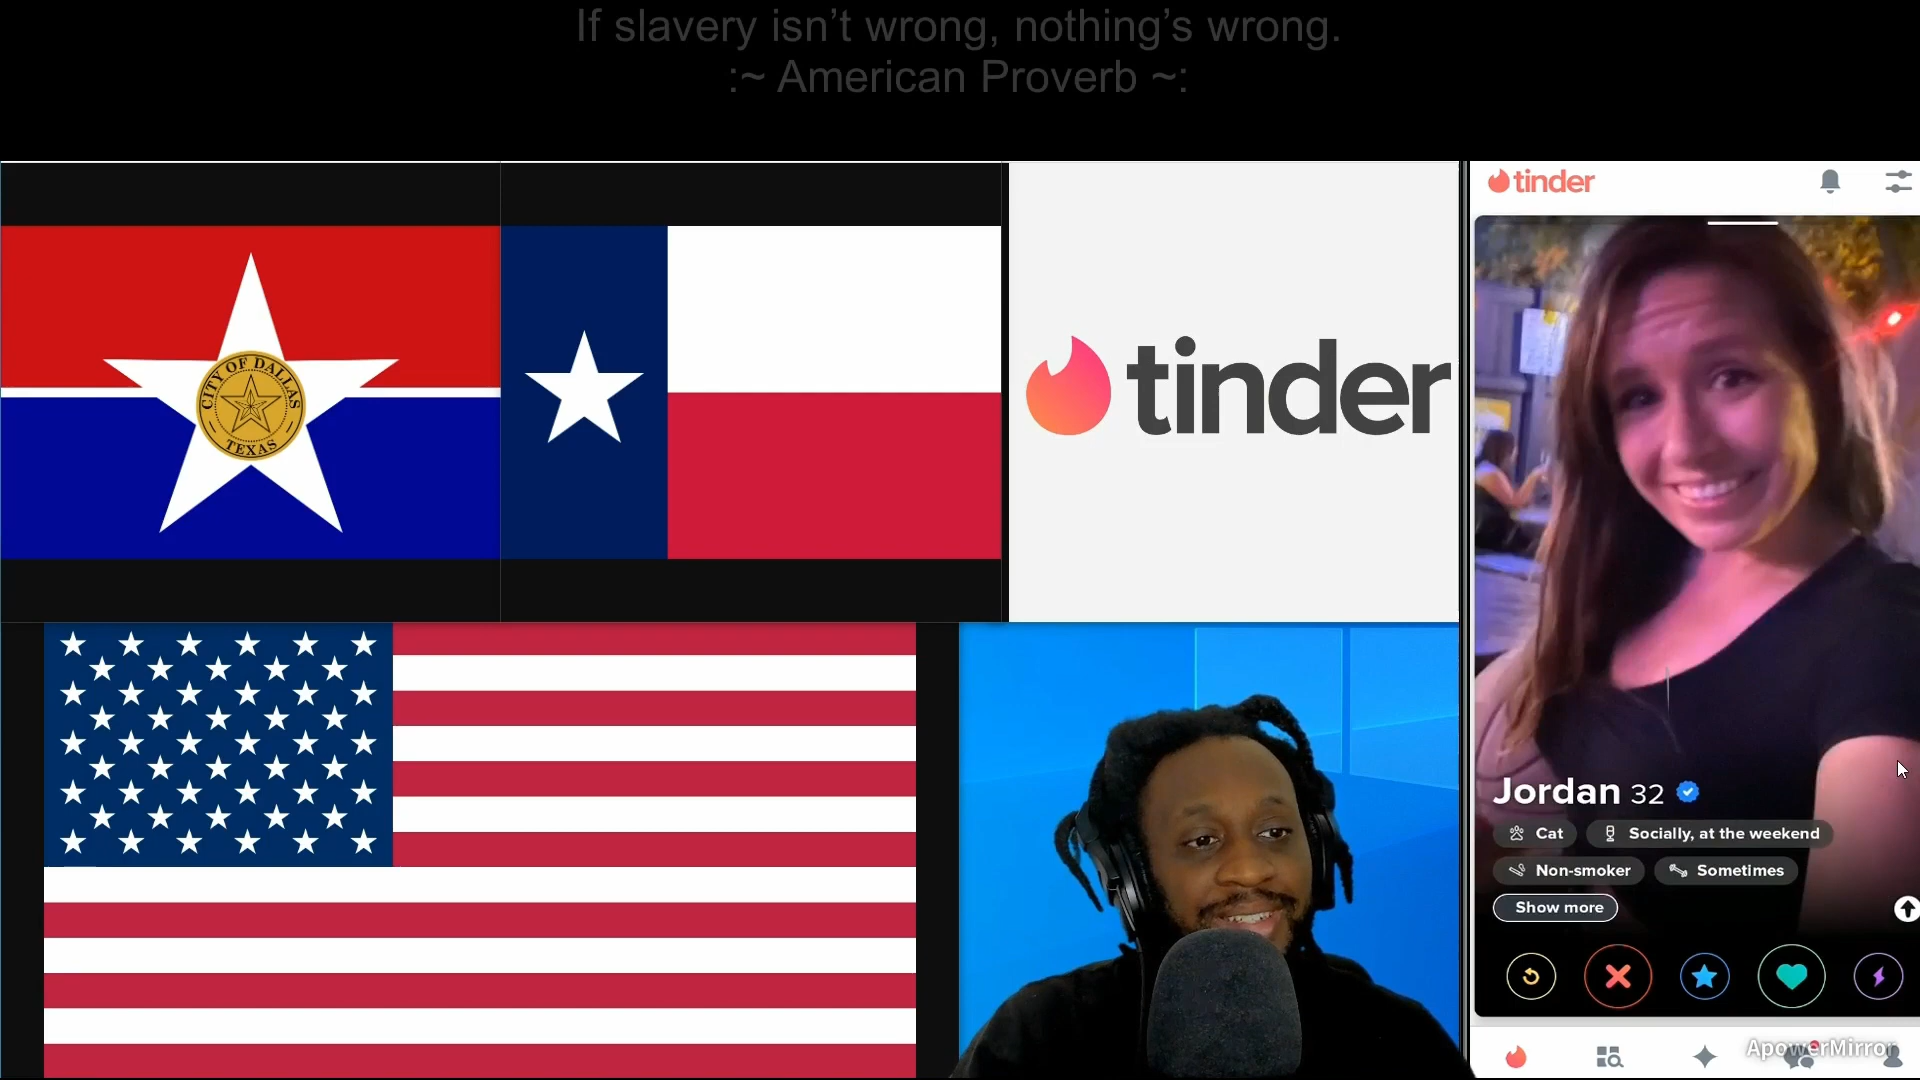 If slavery isn’t wrong, nothing’s wrong.
:~ American Proverb ~:
CITY OF DALLAS
TEXAS
tinder
tinder
Jordan 32
Cat
Socially, at the weekend
Non-smoker
Sometimes
Show more
ApowerMirror